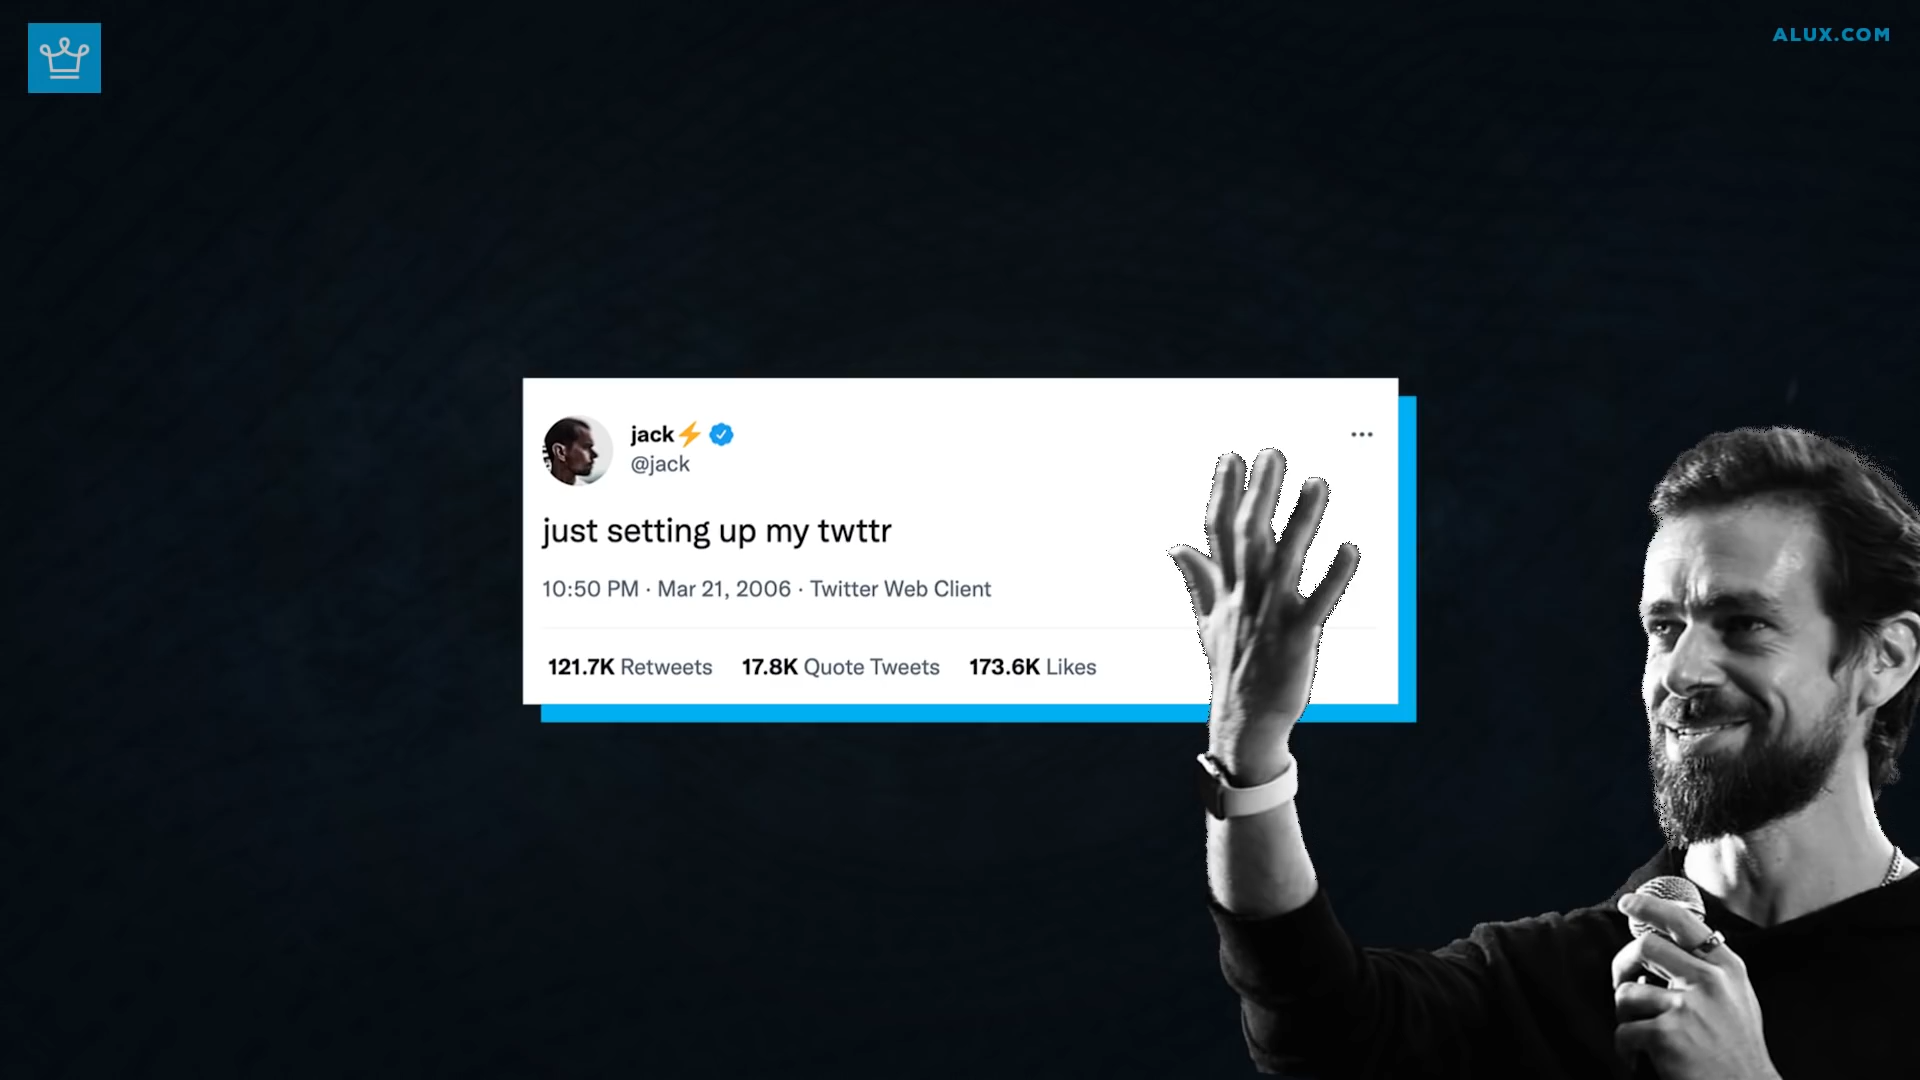 ALUX.COM
jack⚡
@jack
just setting up my twttr
10:50 PM · Mar 21, 2006 · Twitter Web Client
121.7K Retweets 17.8K Quote Tweets 173.6K Likes